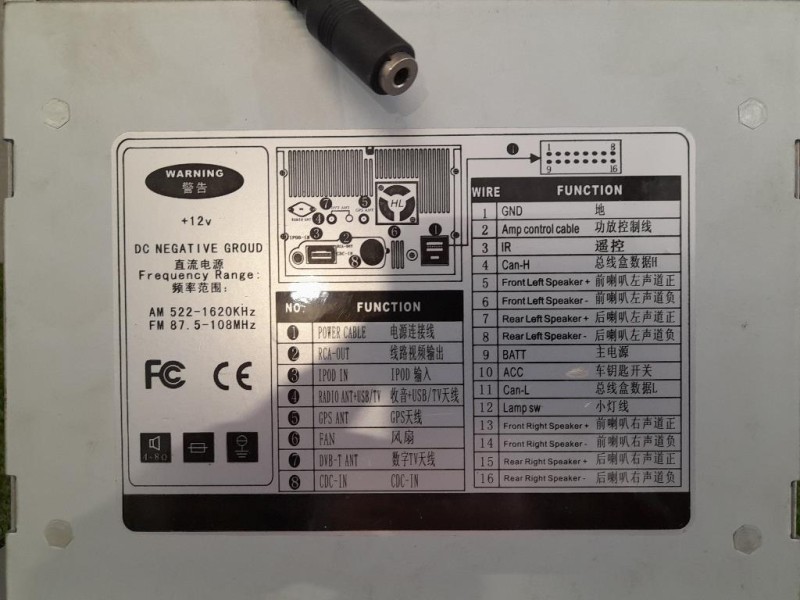 WARNING
警告
+12v
DC NEGATIVE GROUD
直流电源
Frequency Range:
频率范围:
AM 522-1620KHz
FM 87.5-108MHz
FC CE
4-8Ω
HL
1 8
9 16
NO. FUNCTION
1 POWER CABLE 电源连接线
2 RCA-OUT 线路视频输出
3 IPOD IN IPOD 输入
4 RADIO ANT+USB/TV 收音+USB/TV天线
5 GPS ANT GPS天线
6 FAN 风扇
7 DVB-T ANT 数字TV天线
8 CDC-IN CDC-IN
WIRE FUNCTION
1 GND 地
2 Amp control cable 功放控制线
3 IR 遥控
4 Can-H 总线盒数据H
5 Front Left Speaker + 前喇叭左声道正
6 Front Left Speaker - 前喇叭左声道负
7 Rear Left Speaker + 后喇叭左声道正
8 Rear Left Speaker - 后喇叭左声道负
9 BATT 主电源
10 ACC 车钥匙开关
11 Can-L 总线盒数据L
12 Lamp sw 小灯线
13 Front Right Speaker + 前喇叭右声道正
14 Front Right Speaker - 前喇叭右声道负
15 Rear Right Speaker + 后喇叭右声道正
16 Rear Right Speaker - 后喇叭右声道负